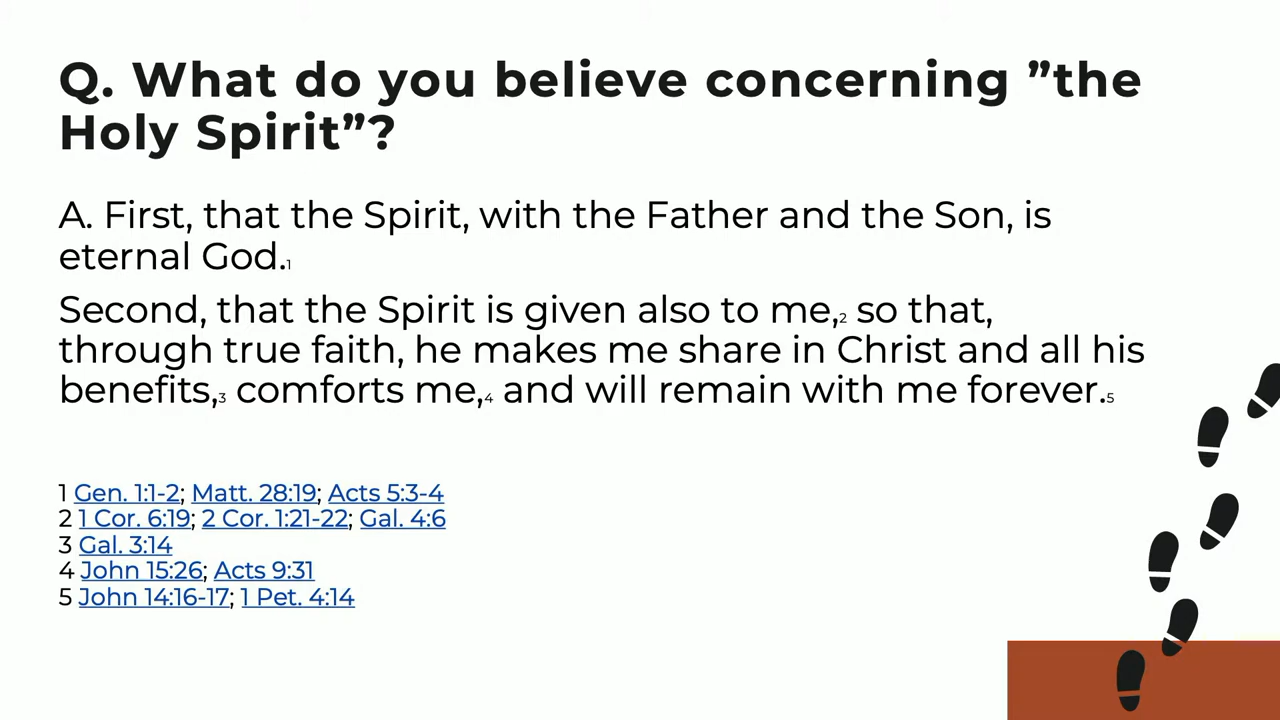 Q. What do you believe concerning ”the
Holy Spirit”?
A. First, that the Spirit, with the Father and the Son, is
eternal God.1
Second, that the Spirit is given also to me,2 so that,
through true faith, he makes me share in Christ and all his
benefits,3 comforts me,4 and will remain with me forever.5
1 Gen. 1:1-2; Matt. 28:19; Acts 5:3-4
2 1 Cor. 6:19; 2 Cor. 1:21-22; Gal. 4:6
3 Gal. 3:14
4 John 15:26; Acts 9:31
5 John 14:16-17; 1 Pet. 4:14